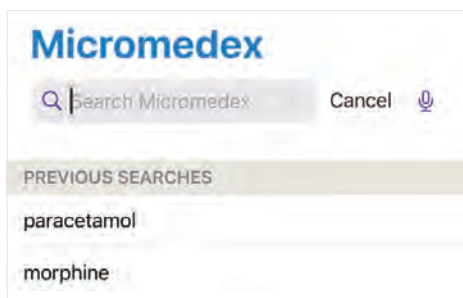 Micromedex
Search Micromedex Cancel
PREVIOUS SEARCHES
paracetamol
morphine